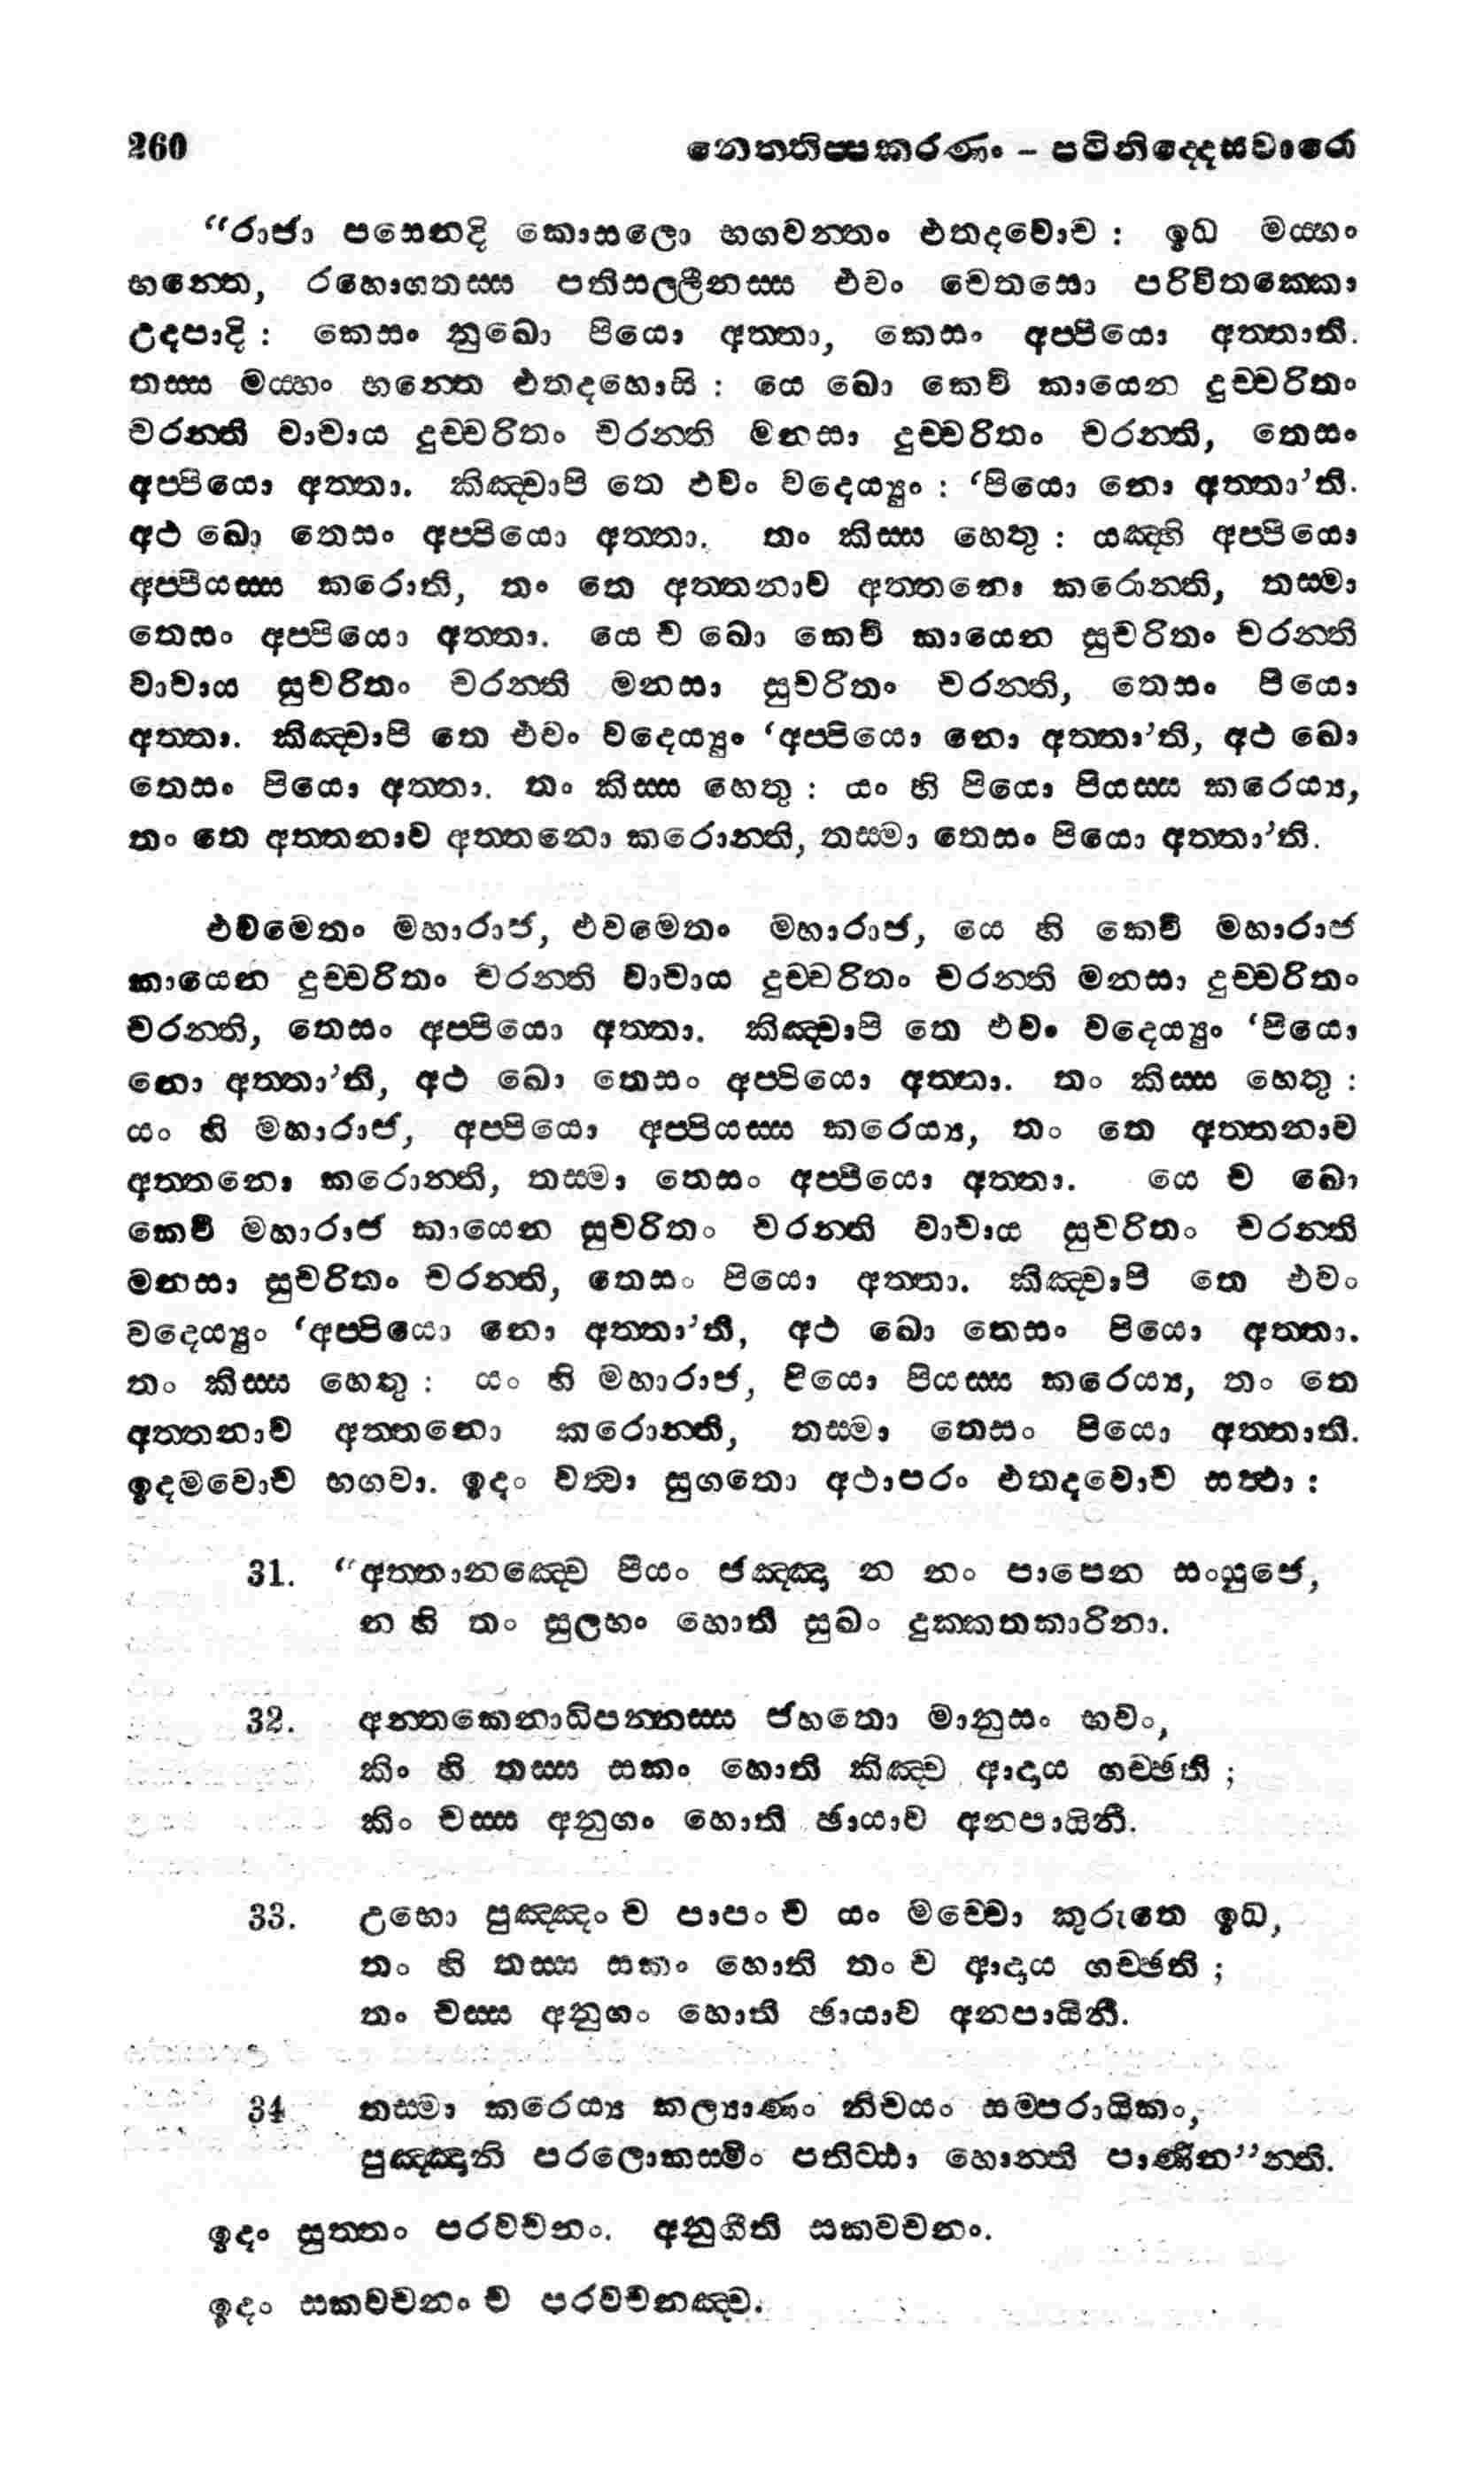 260 නෙත්තිප්පකරණං – පටිනිද්දෙසවාරො
“රාජා පසෙනදි කොසලො භගවන්තං එතදවොච : ඉධ මය්හං
භන්තෙ, රහොගතස්ස පතිසල්ලීනස්ස එවං චෙතසො පරිවිතක්කො
උදපාදි : කෙසං නුඛො පියො අත්තා, කෙසං අප්පියො අත්තාති.
තස්ස මය්හං භන්තෙ එතදහොසි : යෙ ඛො කෙචි කායෙන දුච්චරිතං
චරන්ති වාචාය දුච්චරිතං චරන්ති මනසා දුච්චරිතං චරන්ති, තෙසං
අප්පියො අත්තා. කිඤ්චාපි තෙ එවං වදෙය්‍යුං : ‘පියො නො අත්තා’ති.
අථ ඛො තෙසං අප්පියො අත්තා. තං කිස්ස හෙතු : යඤ්හි අප්පියො
අප්පියස්ස කරොති, තං තෙ අත්තනාව අත්තනො කරොන්ති, තස්මා
තෙසං අප්පියො අත්තා. යෙ ච ඛො කෙචි කායෙන සුචරිතං චරන්ති
වාචාය සුචරිතං චරන්ති මනසා සුචරිතං චරන්ති, තෙසං පියො
අත්තා. කිඤ්චාපි තෙ එවං වදෙය්‍යුං ‘අප්පියො නො අත්තා’ති, අථ ඛො
තෙසං පියො අත්තා. තං කිස්ස හෙතු : යං හි පියො පියස්ස කරෙය්‍ය,
තං තෙ අත්තනාව අත්තනො කරොන්ති, තස්මා තෙසං පියො අත්තා’ති.
එවමෙතං මහාරාජ, එවමෙතං මහාරාජ, යෙ හි කෙචි මහාරාජ
කායෙන දුච්චරිතං චරන්ති වාචාය දුච්චරිතං චරන්ති මනසා දුච්චරිතං
චරන්ති, තෙසං අප්පියො අත්තා. කිඤ්චාපි තෙ එවං වදෙය්‍යුං ‘පියො
නො අත්තා’ති, අථ ඛො තෙසං අප්පියො අත්තා. තං කිස්ස හෙතු :
යං හි මහාරාජ, අප්පියො අප්පියස්ස කරෙය්‍ය, තං තෙ අත්තනාව
අත්තනො කරොන්ති, තස්මා තෙසං අප්පියො අත්තා. යෙ ච ඛො
කෙචි මහාරාජ කායෙන සුචරිතං චරන්ති වාචාය සුචරිතං චරන්ති
මනසා සුචරිතං චරන්ති, තෙසං පියො අත්තා. කිඤ්චාපි තෙ එවං
වදෙය්‍යුං ‘අප්පියො නො අත්තා’ති, අථ ඛො තෙසං පියො අත්තා.
තං කිස්ස හෙතු : යං හි මහාරාජ, පියො පියස්ස කරෙය්‍ය, තං තෙ
අත්තනාව අත්තනො කරොන්ති, තස්මා තෙසං පියො අත්තාති.
ඉදමවොච භගවා. ඉදං වත්වා සුගතො අථාපරං එතදවොච සත්ථා :
31. “අත්තානඤ්චෙ පියං ජඤ්ඤා න නං පාපෙන සංයුජෙ,
න හි තං සුලභං හොති සුඛං දුක්කතකාරිනා.
32. අන්තකෙනාධිපන්නස්ස ජහතො මානුසං භවං,
කිං හි තස්ස සකං හොති කිඤ්ච ආදාය ගච්ඡති ;
කිං චස්ස අනුගං හොති ඡායාව අනපායිනී.
33. උභො පුඤ්ඤං ච පාපං ච යං මච්චො කුරුතෙ ඉධ,
තං හි තස්ස සකං හොති තං ච ආදාය ගච්ඡති ;
තං චස්ස අනුගං හොති ඡායාව අනපායිනී.
34 තස්මා කරෙය්‍ය කල්‍යාණං නිචයං සම්පරායිකං,
පුඤ්ඤානි පරලොකස්මිං පතිට්ඨා හොන්ති පාණින”න්ති.
ඉදං සුත්තං පරවචනං. අනුගීති සකවචනං.
ඉදං සකවචනං ච පරවචනඤ්ච.